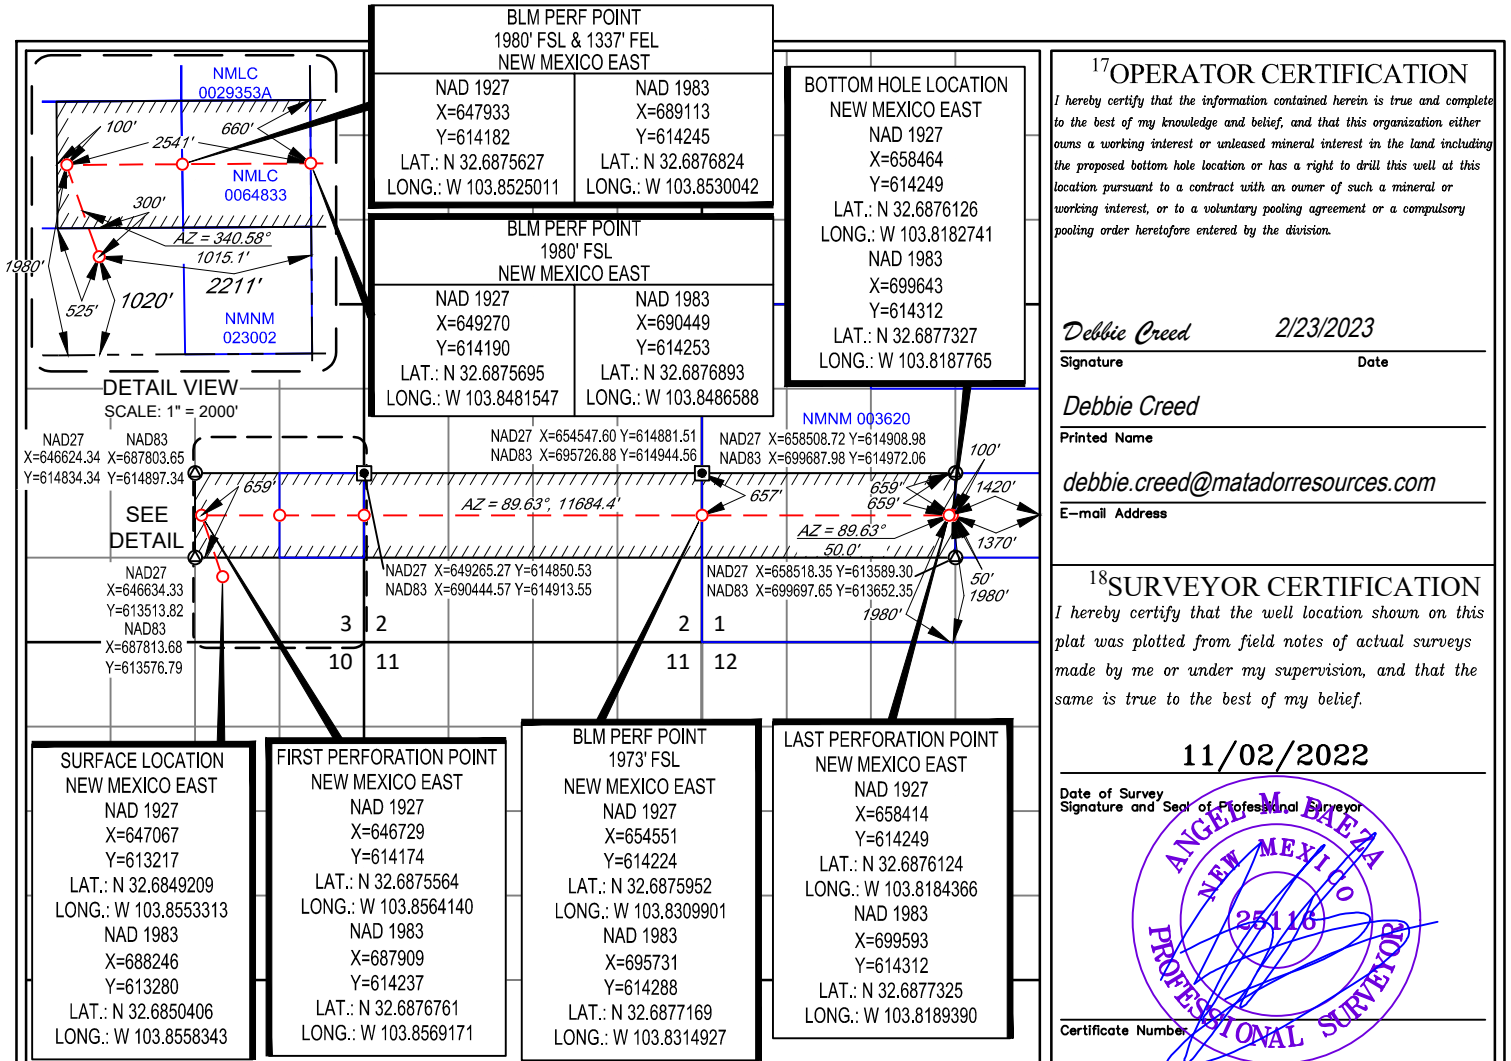 BLM PERF POINT
1980' FSL & 1337' FEL
NEW MEXICO EAST
NAD 1927
X=647933
Y=614182
LAT.: N 32.6875627
LONG.: W 103.8525011
NAD 1983
X=689113
Y=614245
LAT.: N 32.6876824
LONG.: W 103.8530042
BLM PERF POINT
1980' FSL
NEW MEXICO EAST
NAD 1927
X=649270
Y=614190
LAT.: N 32.6875695
LONG.: W 103.8481547
NAD 1983
X=690449
Y=614253
LAT.: N 32.6876893
LONG.: W 103.8486588
BOTTOM HOLE LOCATION
NEW MEXICO EAST
NAD 1927
X=658464
Y=614249
LAT.: N 32.6876126
LONG.: W 103.8182741
NAD 1983
X=699643
Y=614312
LAT.: N 32.6877327
LONG.: W 103.8187765
NMLC
0029353A
100'
660'
2541'
NMLC
0064833
300'
AZ = 340.58°
1015.1'
1980'
525'
1020'
2211'
NMNM
023002
DETAIL VIEW
SCALE: 1" = 2000'
NAD27
X=646624.34
Y=614834.34
NAD83
X=687803.65
Y=614897.34
NAD27 X=654547.60 Y=614881.51
NAD83 X=695726.88 Y=614944.56
NMNM 003620
NAD27 X=658508.72 Y=614908.98
NAD83 X=699687.98 Y=614972.06
100'
659'
AZ = 89.63°, 11684.4'
657'
659'
659'
1420'
SEE
DETAIL
AZ = 89.63°
50.0'
1370'
NAD27
X=646634.33
Y=613513.82
NAD83
X=687813.68
Y=613576.79
NAD27 X=649265.27 Y=614850.53
NAD83 X=690444.57 Y=614913.55
NAD27 X=658518.35 Y=613589.30
NAD83 X=699697.65 Y=613652.35
50'
1980'
1980'
3 2
10 11
2 1
11 12
SURFACE LOCATION
NEW MEXICO EAST
NAD 1927
X=647067
Y=613217
LAT.: N 32.6849209
LONG.: W 103.8553313
NAD 1983
X=688246
Y=613280
LAT.: N 32.6850406
LONG.: W 103.8558343
FIRST PERFORATION POINT
NEW MEXICO EAST
NAD 1927
X=646729
Y=614174
LAT.: N 32.6875564
LONG.: W 103.8564140
NAD 1983
X=687909
Y=614237
LAT.: N 32.6876761
LONG.: W 103.8569171
BLM PERF POINT
1973' FSL
NEW MEXICO EAST
NAD 1927
X=654551
Y=614224
LAT.: N 32.6875952
LONG.: W 103.8309901
NAD 1983
X=695731
Y=614288
LAT.: N 32.6877169
LONG.: W 103.8314927
LAST PERFORATION POINT
NEW MEXICO EAST
NAD 1927
X=658414
Y=614249
LAT.: N 32.6876124
LONG.: W 103.8184366
NAD 1983
X=699593
Y=614312
LAT.: N 32.6877325
LONG.: W 103.8189390
17 OPERATOR CERTIFICATION
I hereby certify that the information contained herein is true and complete
to the best of my knowledge and belief, and that this organization either
owns a working interest or unleased mineral interest in the land including
the proposed bottom hole location or has a right to drill this well at this
location pursuant to a contract with an owner of such a mineral or
working interest, or to a voluntary pooling agreement or a compulsory
pooling order heretofore entered by the division.
Debbie Creed 2/23/2023
Signature Date
Debbie Creed
Printed Name
debbie.creed@matadorresources.com
E-mail Address
18 SURVEYOR CERTIFICATION
I hereby certify that the well location shown on this
plat was plotted from field notes of actual surveys
made by me or under my supervision, and that the
same is true to the best of my belief.
11/02/2022
Date of Survey
Signature and Seal of Professional Surveyor
ANGEL M. BAEZA
NEW MEXICO
25116
PROFESSIONAL SURVEYOR
Certificate Number